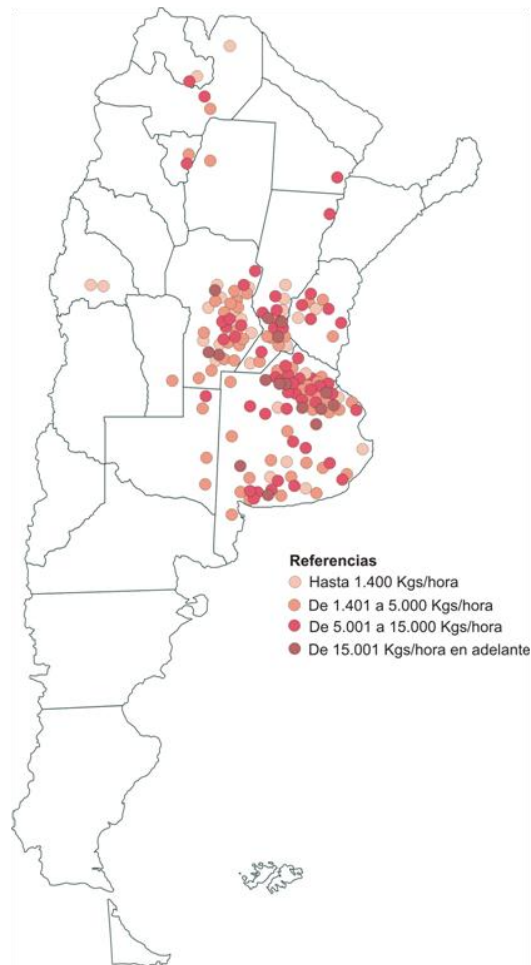 Referencias
Hasta 1.400 Kgs/hora
De 1.401 a 5.000 Kgs/hora
De 5.001 a 15.000 Kgs/hora
De 15.001 Kgs/hora en adelante